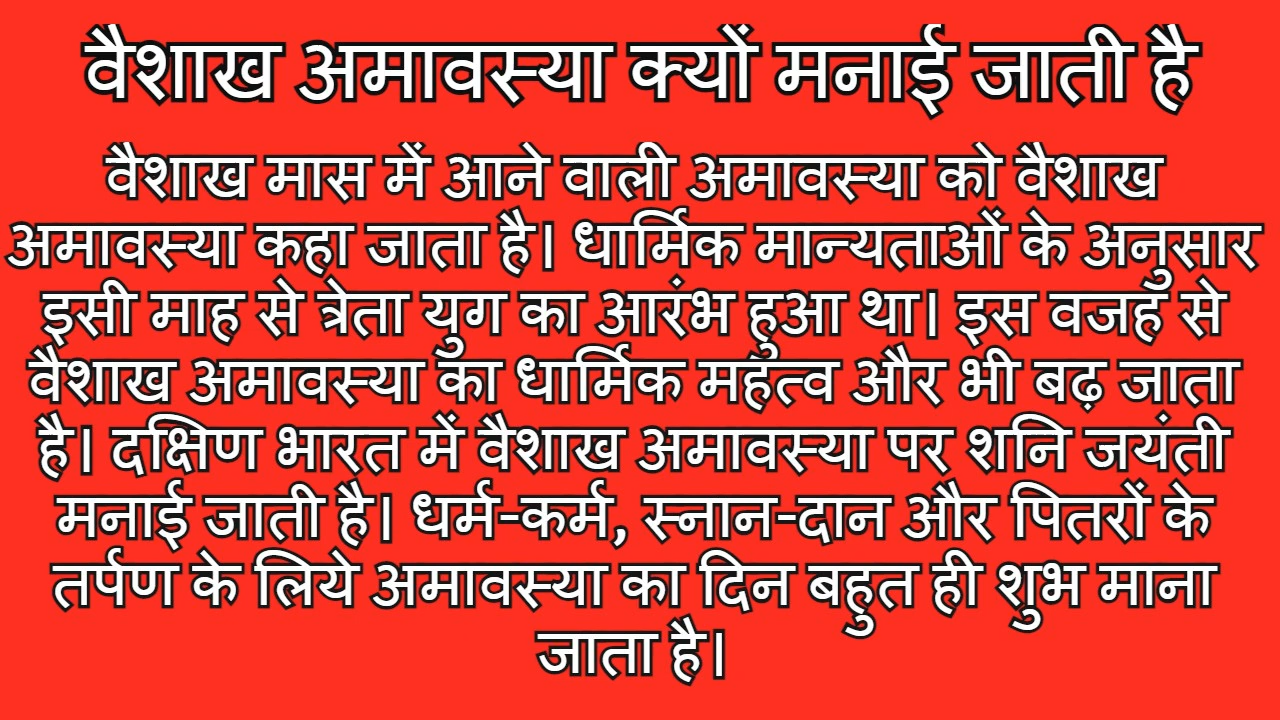 वैशाख अमावस्या क्यों मनाई जाती है
वैशाख मास में आने वाली अमावस्या को वैशाख
अमावस्या कहा जाता है। धार्मिक मान्यताओं के अनुसार
इसी माह से त्रेता युग का आरंभ हुआ था। इस वजह से
वैशाख अमावस्या का धार्मिक महत्व और भी बढ़ जाता
है। दक्षिण भारत में वैशाख अमावस्या पर शनि जयंती
मनाई जाती है। धर्म-कर्म, स्नान-दान और पितरों के
तर्पण के लिये अमावस्या का दिन बहुत ही शुभ माना
जाता है।